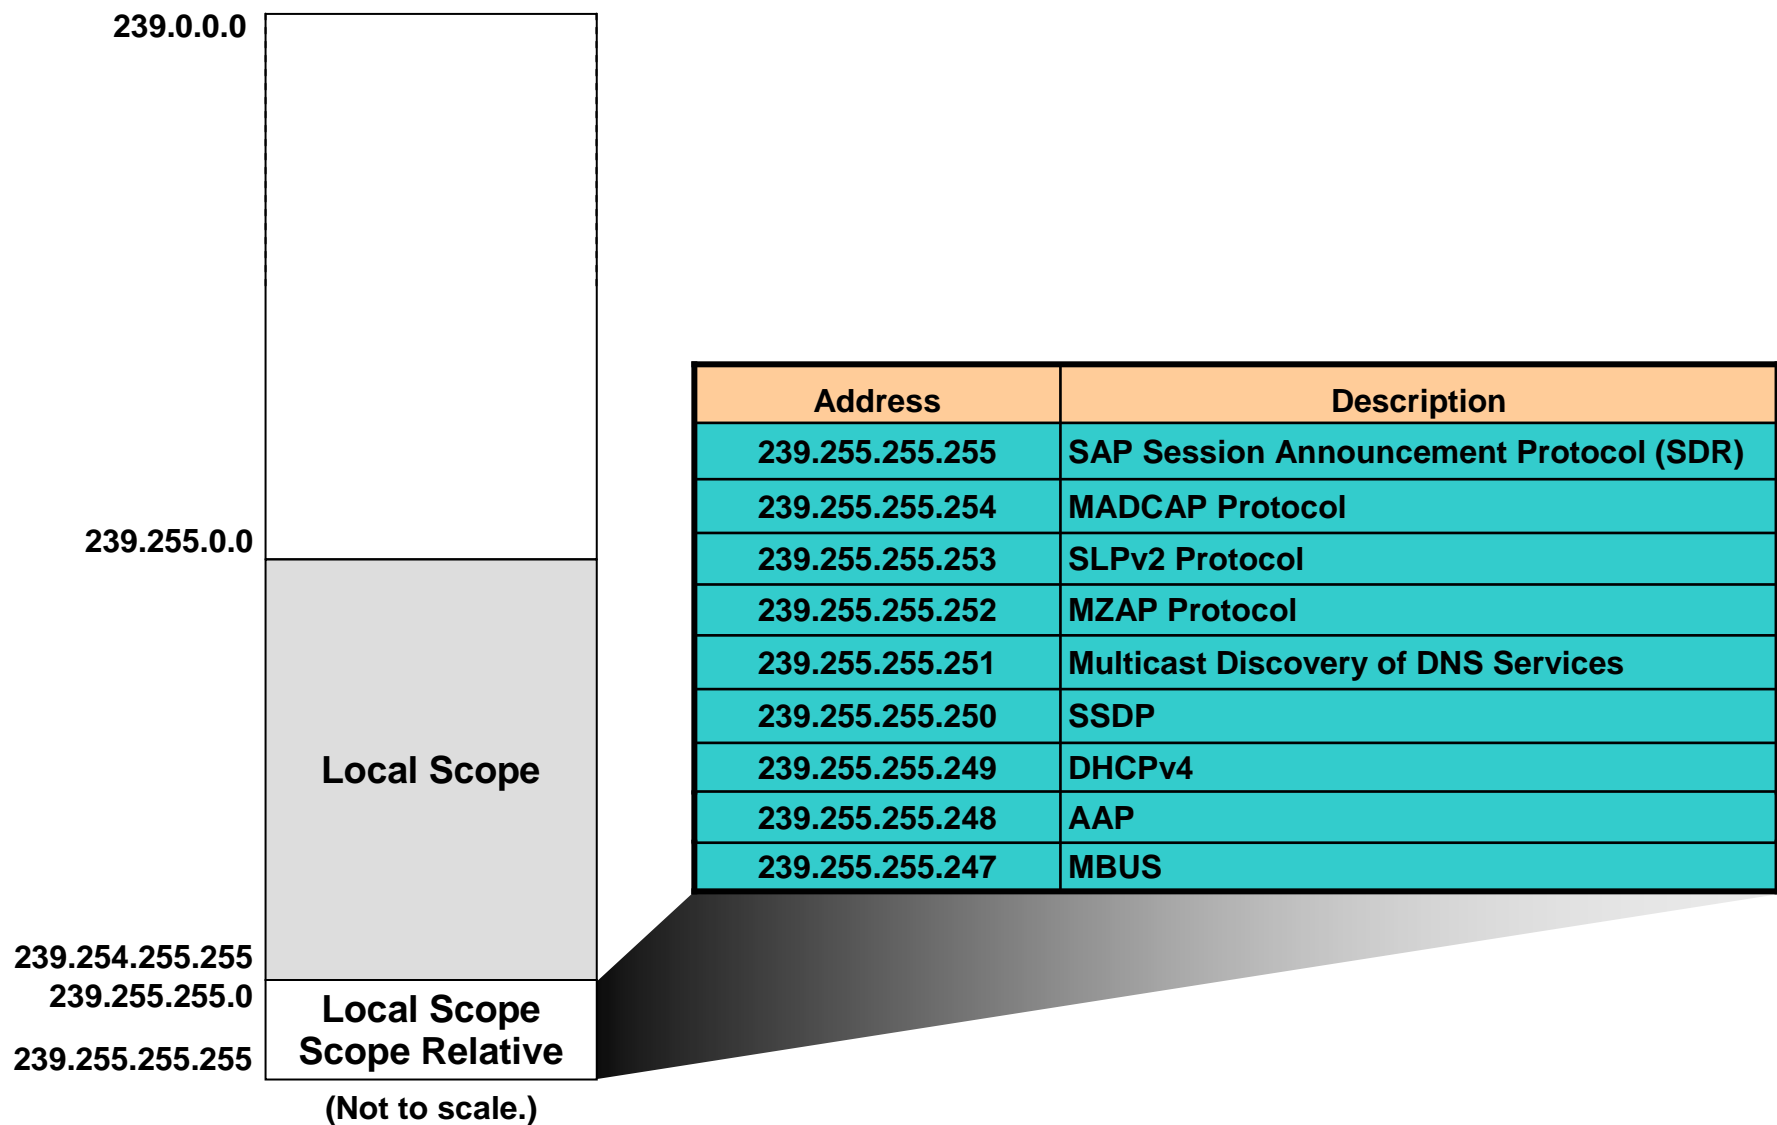 239.0.0.0
239.255.0.0
Local Scope
239.254.255.255
239.255.255.0
Local Scope
Scope Relative
239.255.255.255
(Not to scale.)
Address Description
239.255.255.255 SAP Session Announcement Protocol (SDR)
239.255.255.254 MADCAP Protocol
239.255.255.253 SLPv2 Protocol
239.255.255.252 MZAP Protocol
239.255.255.251 Multicast Discovery of DNS Services
239.255.255.250 SSDP
239.255.255.249 DHCPv4
239.255.255.248 AAP
239.255.255.247 MBUS